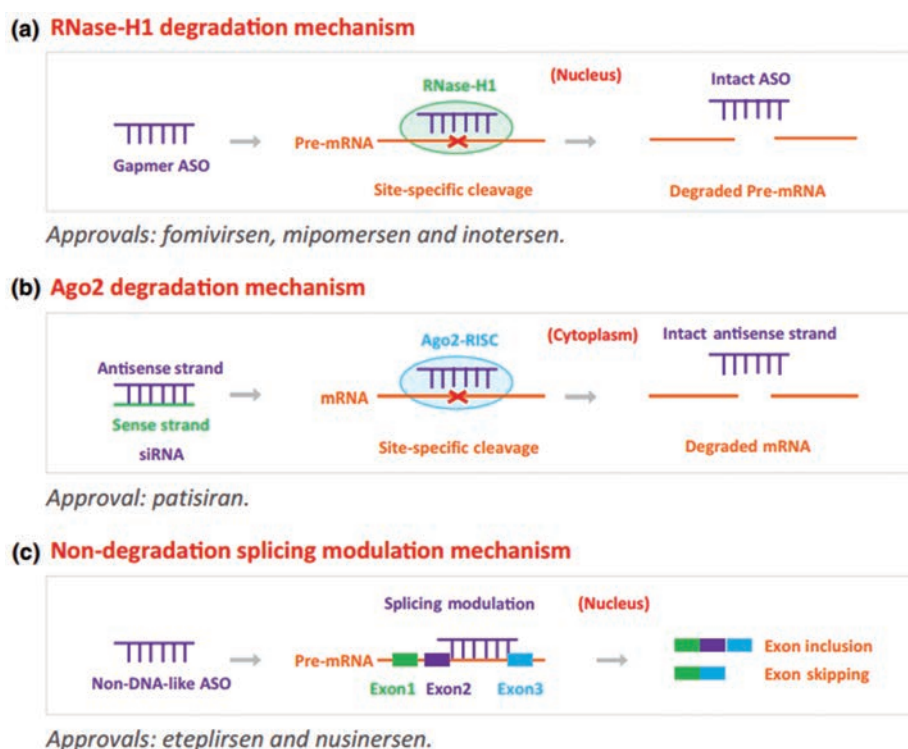 (a) RNase-H1 degradation mechanism
RNase-H1
(Nucleus)
Intact ASO
Gapmer ASO
Pre-mRNA
Site-specific cleavage
Degraded Pre-mRNA
Approvals: fomivirsen, mipomersen and inotersen.
(b) Ago2 degradation mechanism
Antisense strand
Sense strand
siRNA
Ago2-RISC
(Cytoplasm)
Intact antisense strand
mRNA
Site-specific cleavage
Degraded mRNA
Approval: patisiran.
(c) Non-degradation splicing modulation mechanism
Splicing modulation
(Nucleus)
Non-DNA-like ASO
Pre-mRNA
Exon1 Exon2 Exon3
Exon inclusion
Exon skipping
Approvals: eteplirsen and nusinersen.